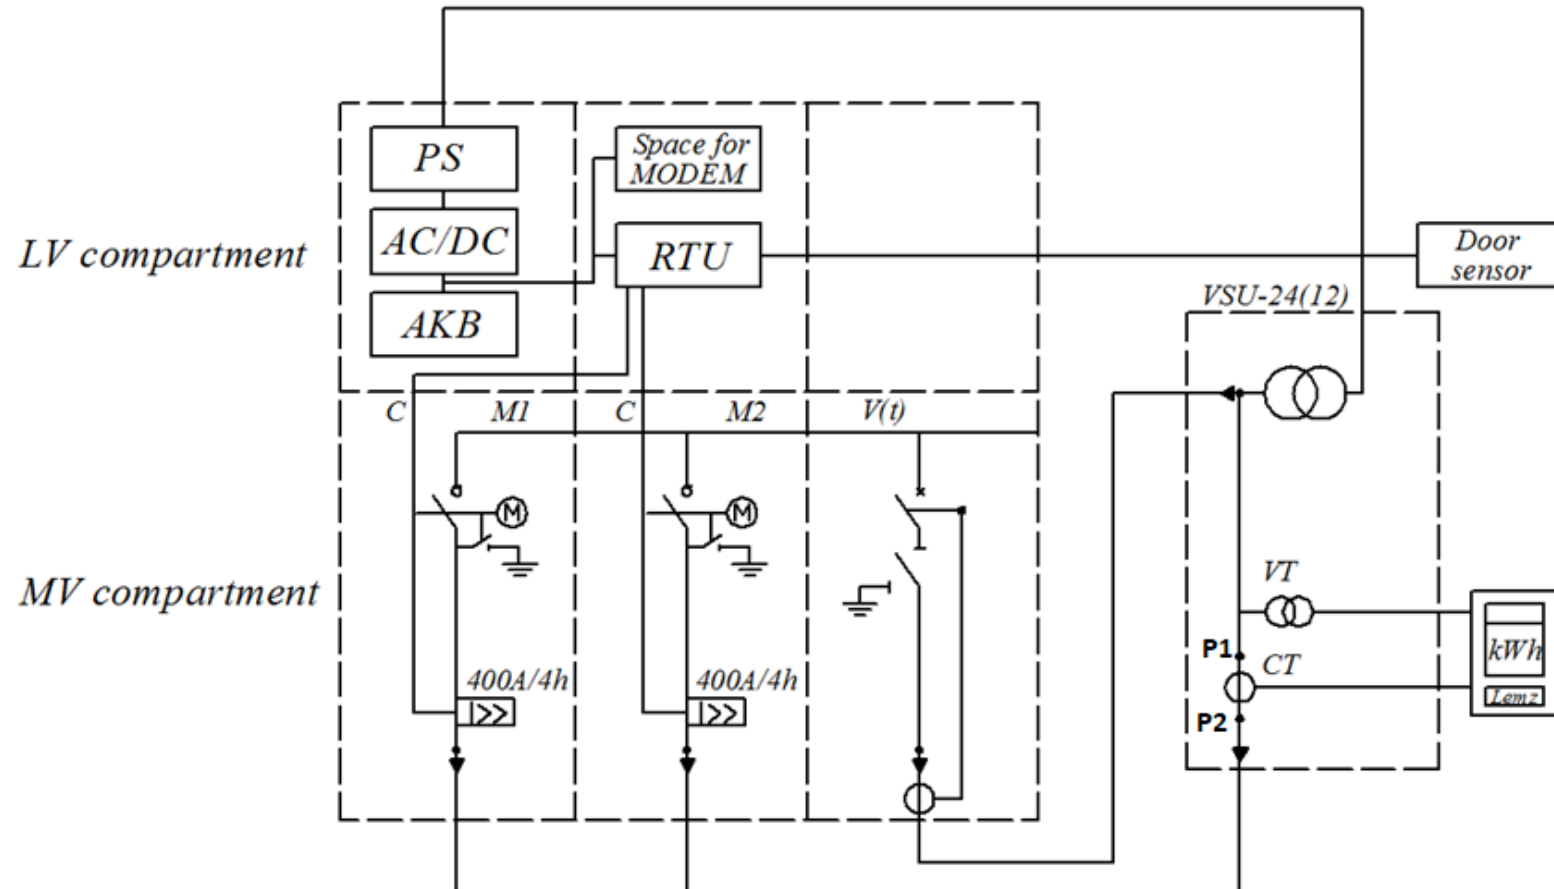 PS
Space for
MODEM
LV compartment
AC/DC
RTU
Door
sensor
AKB
VSU-24(12)
C
M1
C
M2
V(t)
M
M
MV compartment
VT
kWh
P1
CT
400A/4h
400A/4h
Lemz
P2